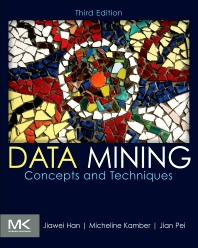 Third Edition
DATA MINING
Concepts and Techniques
MK
Jiawei Han | Micheline Kamber | Jian Pei